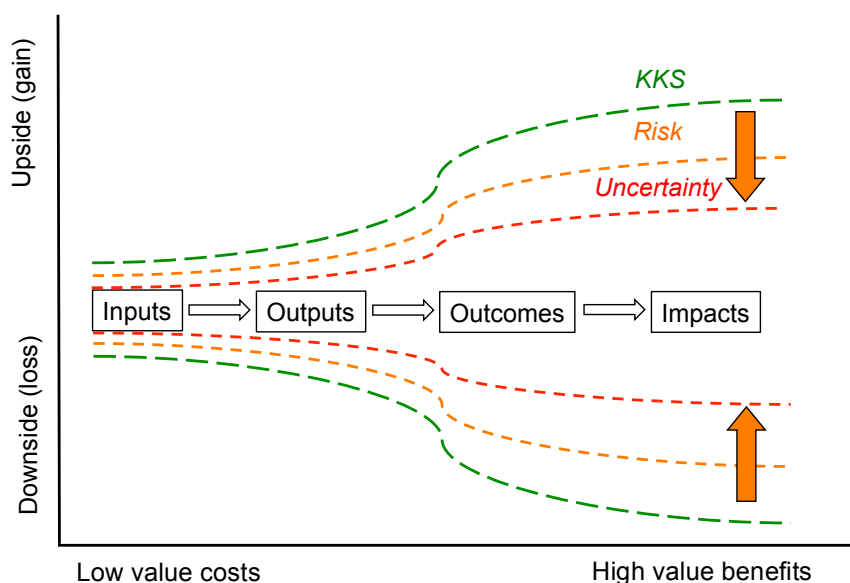 Upside (gain)
Downside (loss)
KKS
Risk
Uncertainty
Inputs
Outputs
Outcomes
Impacts
Low value costs
High value benefits